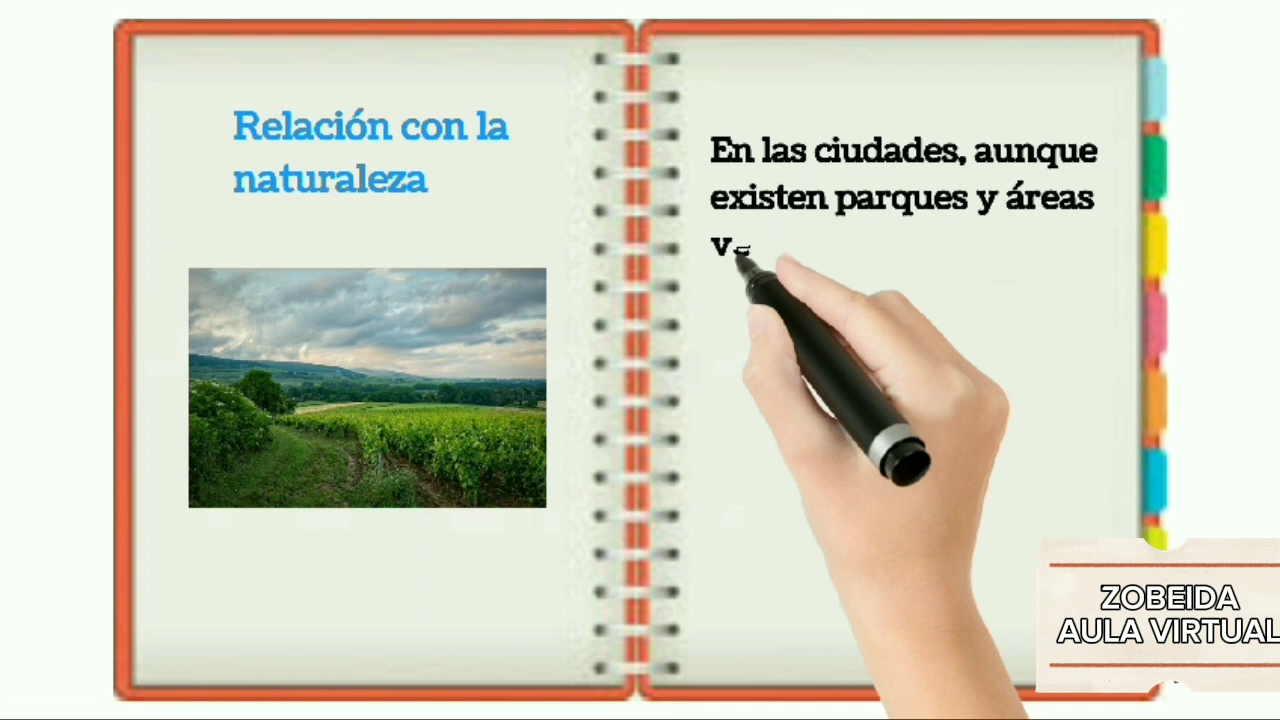 Relación con la
naturaleza
En las ciudades, aunque
existen parques y áreas
ZOBEIDA
AULA VIRTUAL